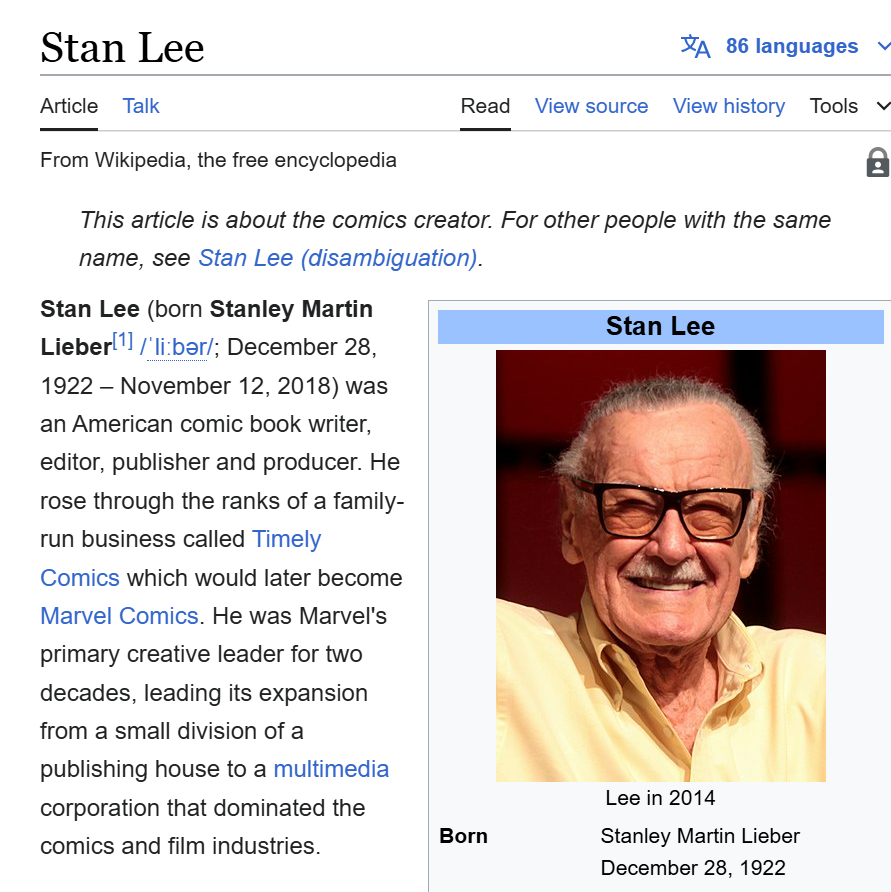 Stan Lee
86 languages
Article Talk Read View source View history Tools
From Wikipedia, the free encyclopedia
This article is about the comics creator. For other people with the same
name, see Stan Lee (disambiguation).
Stan Lee (born Stanley Martin
Lieber[1] /ˈliːbər/; December 28,
1922 – November 12, 2018) was
an American comic book writer,
editor, publisher and producer. He
rose through the ranks of a family-
run business called Timely
Comics which would later become
Marvel Comics. He was Marvel's
primary creative leader for two
decades, leading its expansion
from a small division of a
publishing house to a multimedia
corporation that dominated the
comics and film industries.
Stan Lee
Lee in 2014
Born Stanley Martin Lieber
December 28, 1922